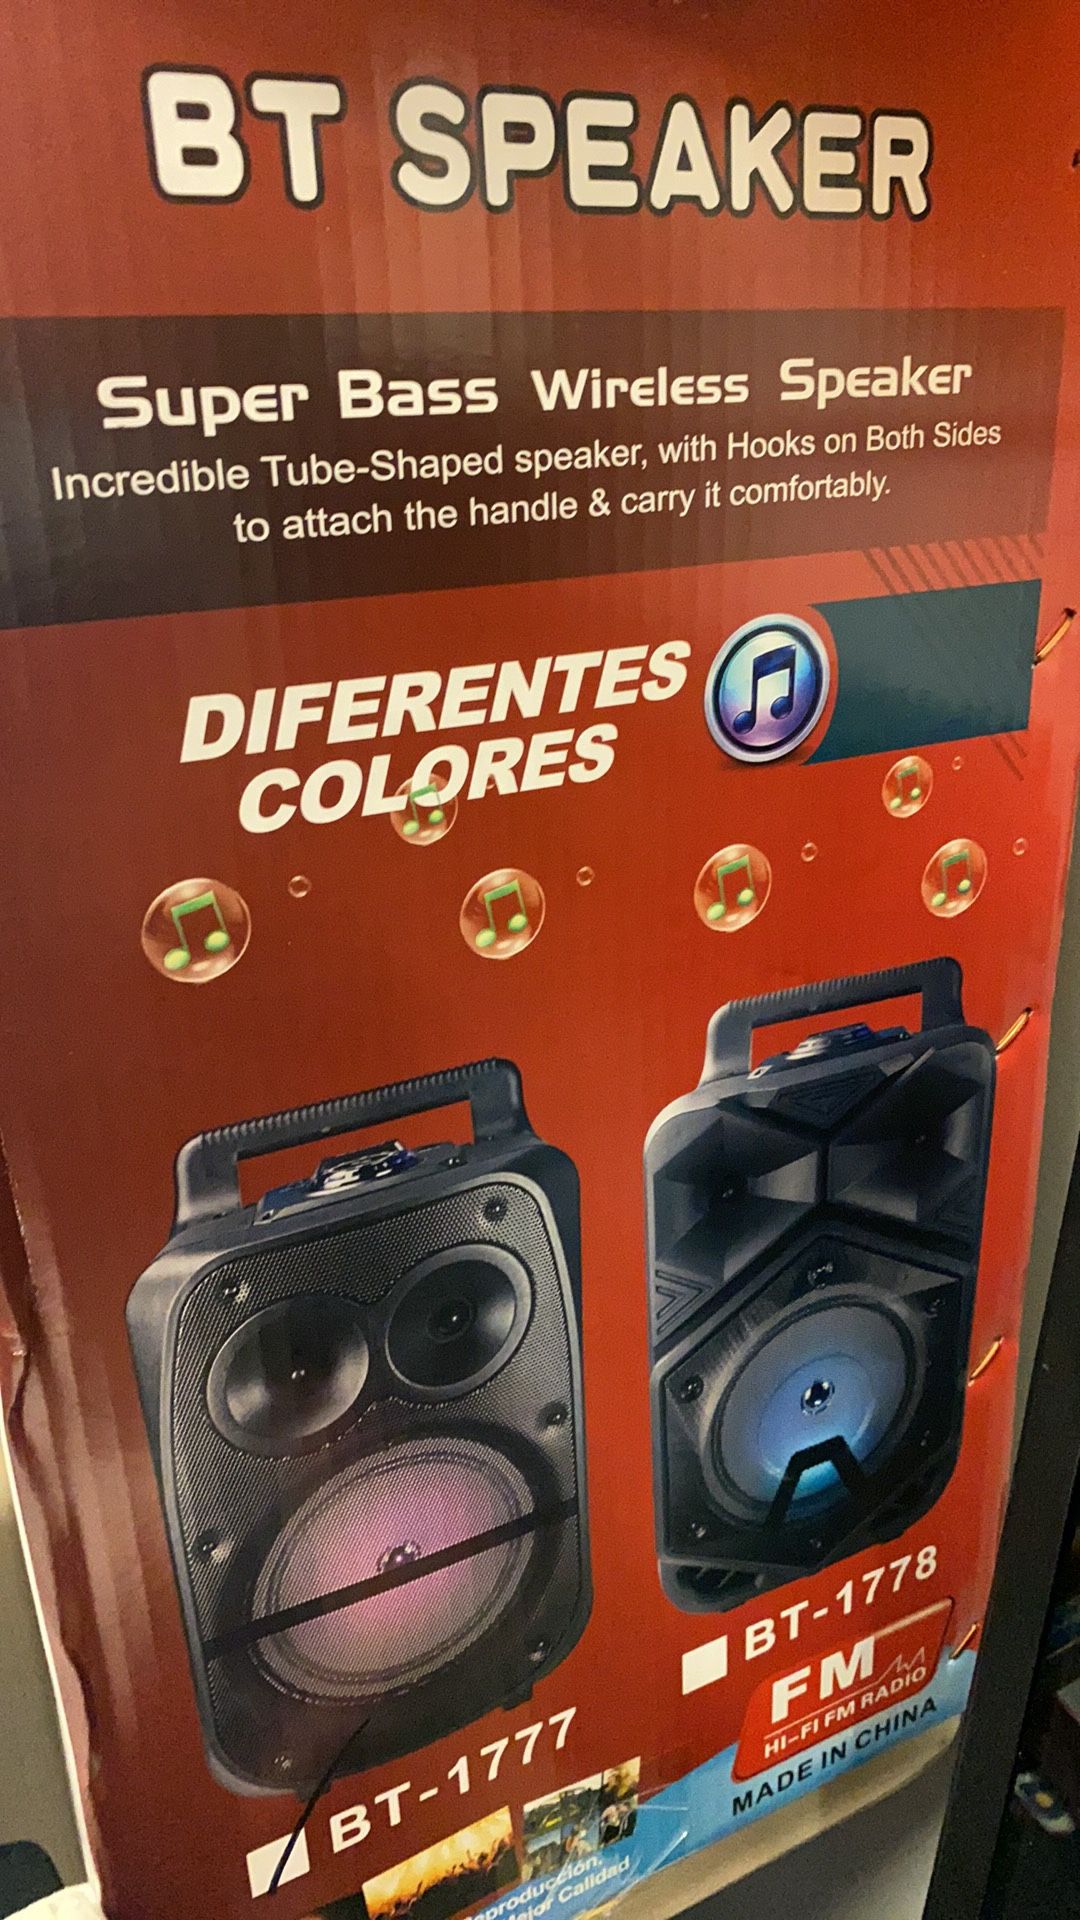 BT SPEAKER
Super Bass Wireless Speaker
Incredible Tube-Shaped speaker, with Hooks on Both Sides
to attach the handle & carry it comfortably.
DIFERENTES
COLORES
BT-1778
FM
HI-FI FM RADIO
MADE IN CHINA
BT-1777
Calidad